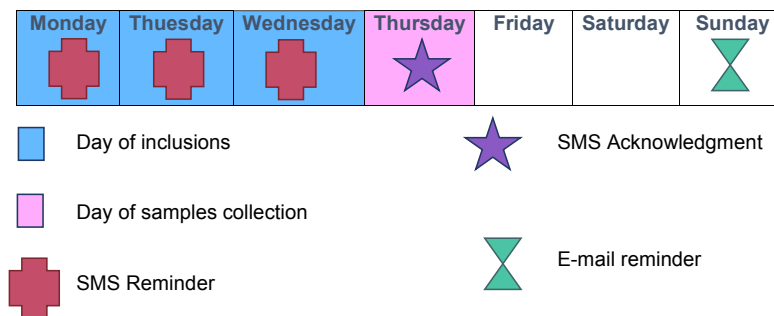 Monday Thuesday Wednesday Thursday Friday Saturday Sunday
Day of inclusions
SMS Acknowledgment
Day of samples collection
E-mail reminder
SMS Reminder